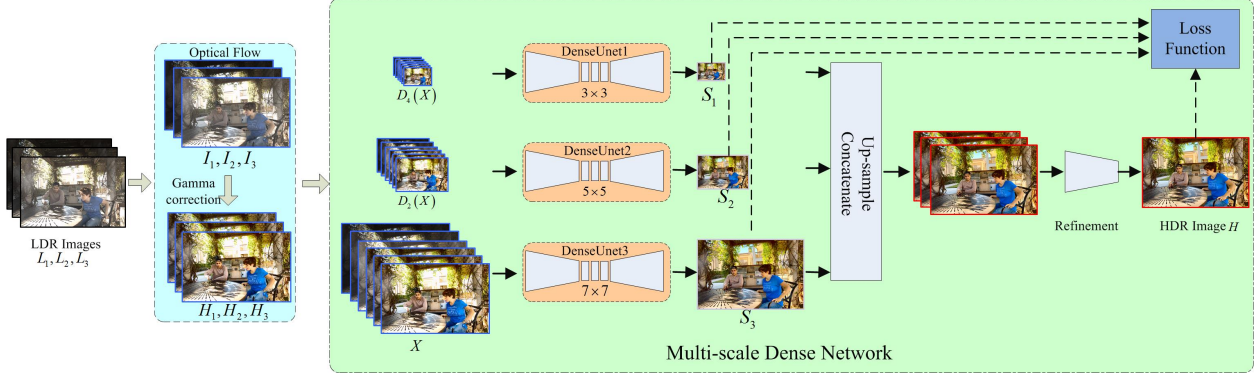 LDR Images
L₁, L₂, L₃
Optical Flow
I₁, I₂, I₃
Gamma
correction
H₁, H₂, H₃
D₄(X)
D₂(X)
X
DenseUnet1
3 × 3
DenseUnet2
5 × 5
DenseUnet3
7 × 7
S₁
S₂
S₃
Up-sample
Concatenate
Refinement
Loss
Function
HDR Image H
Multi-scale Dense Network